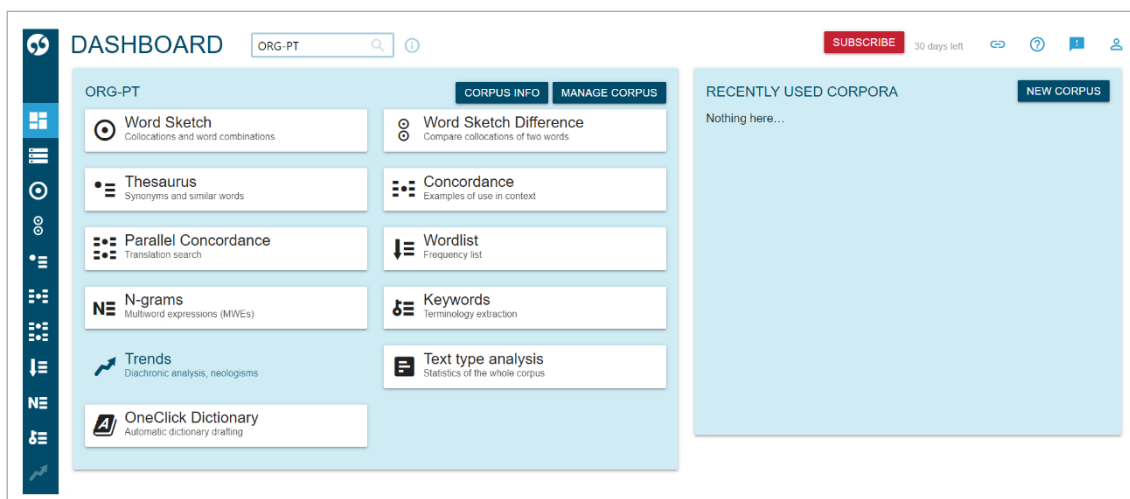 DASHBOARD
ORG-PT
SUBSCRIBE
30 days left
ORG-PT
CORPUS INFO
MANAGE CORPUS
Word Sketch
Collocations and word combinations
Word Sketch Difference
Compare collocations of two words
Thesaurus
Synonyms and similar words
Concordance
Examples of use in context
Parallel Concordance
Translation search
Wordlist
Frequency list
N-grams
Multiword expressions (MWEs)
Keywords
Terminology extraction
Trends
Diachronic analysis, neologisms
Text type analysis
Statistics of the whole corpus
OneClick Dictionary
Automatic dictionary drafting
RECENTLY USED CORPORA
NEW CORPUS
Nothing here...